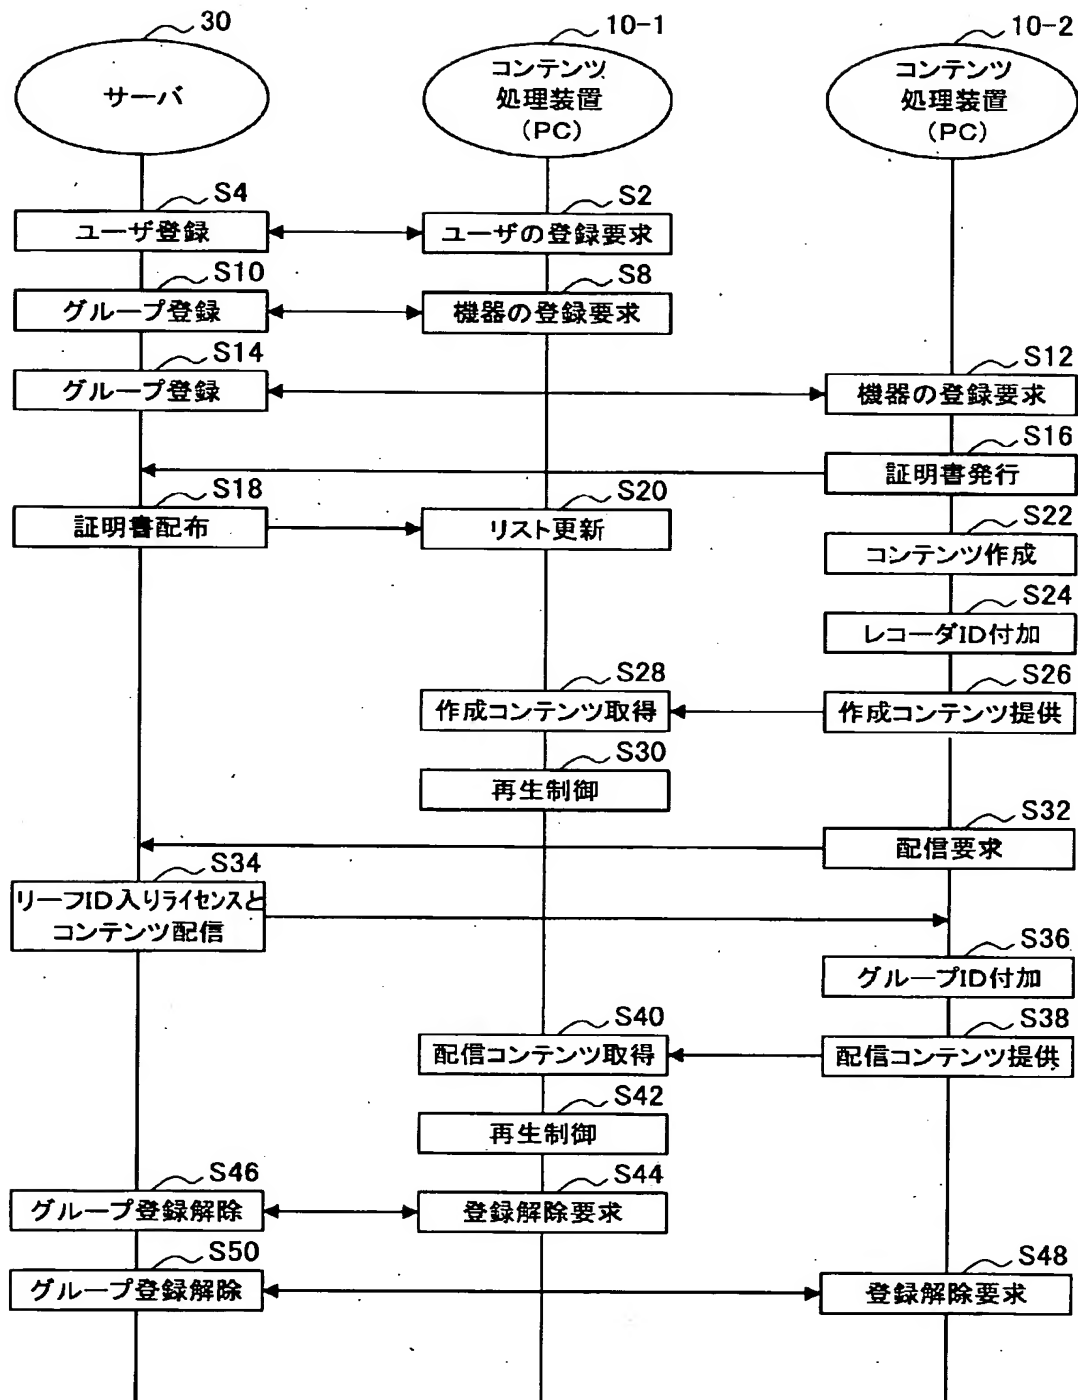 30
10-1
10-2
サーバ
コンテンツ
処理装置
(PC)
コンテンツ
処理装置
(PC)
S4
S2
ユーザ登録
ユーザの登録要求
S10
S8
グループ登録
機器の登録要求
S14
S12
グループ登録
機器の登録要求
S16
証明書発行
S18
S20
証明書配布
リスト更新
S22
コンテンツ作成
S24
レコーダID付加
S28
S26
作成コンテンツ取得
作成コンテンツ提供
S30
再生制御
S32
配信要求
S34
リーフID入りライセンスと
コンテンツ配信
S36
グループID付加
S40
S38
配信コンテンツ取得
配信コンテンツ提供
S42
再生制御
S46
S44
グループ登録解除
登録解除要求
S50
S48
グループ登録解除
登録解除要求